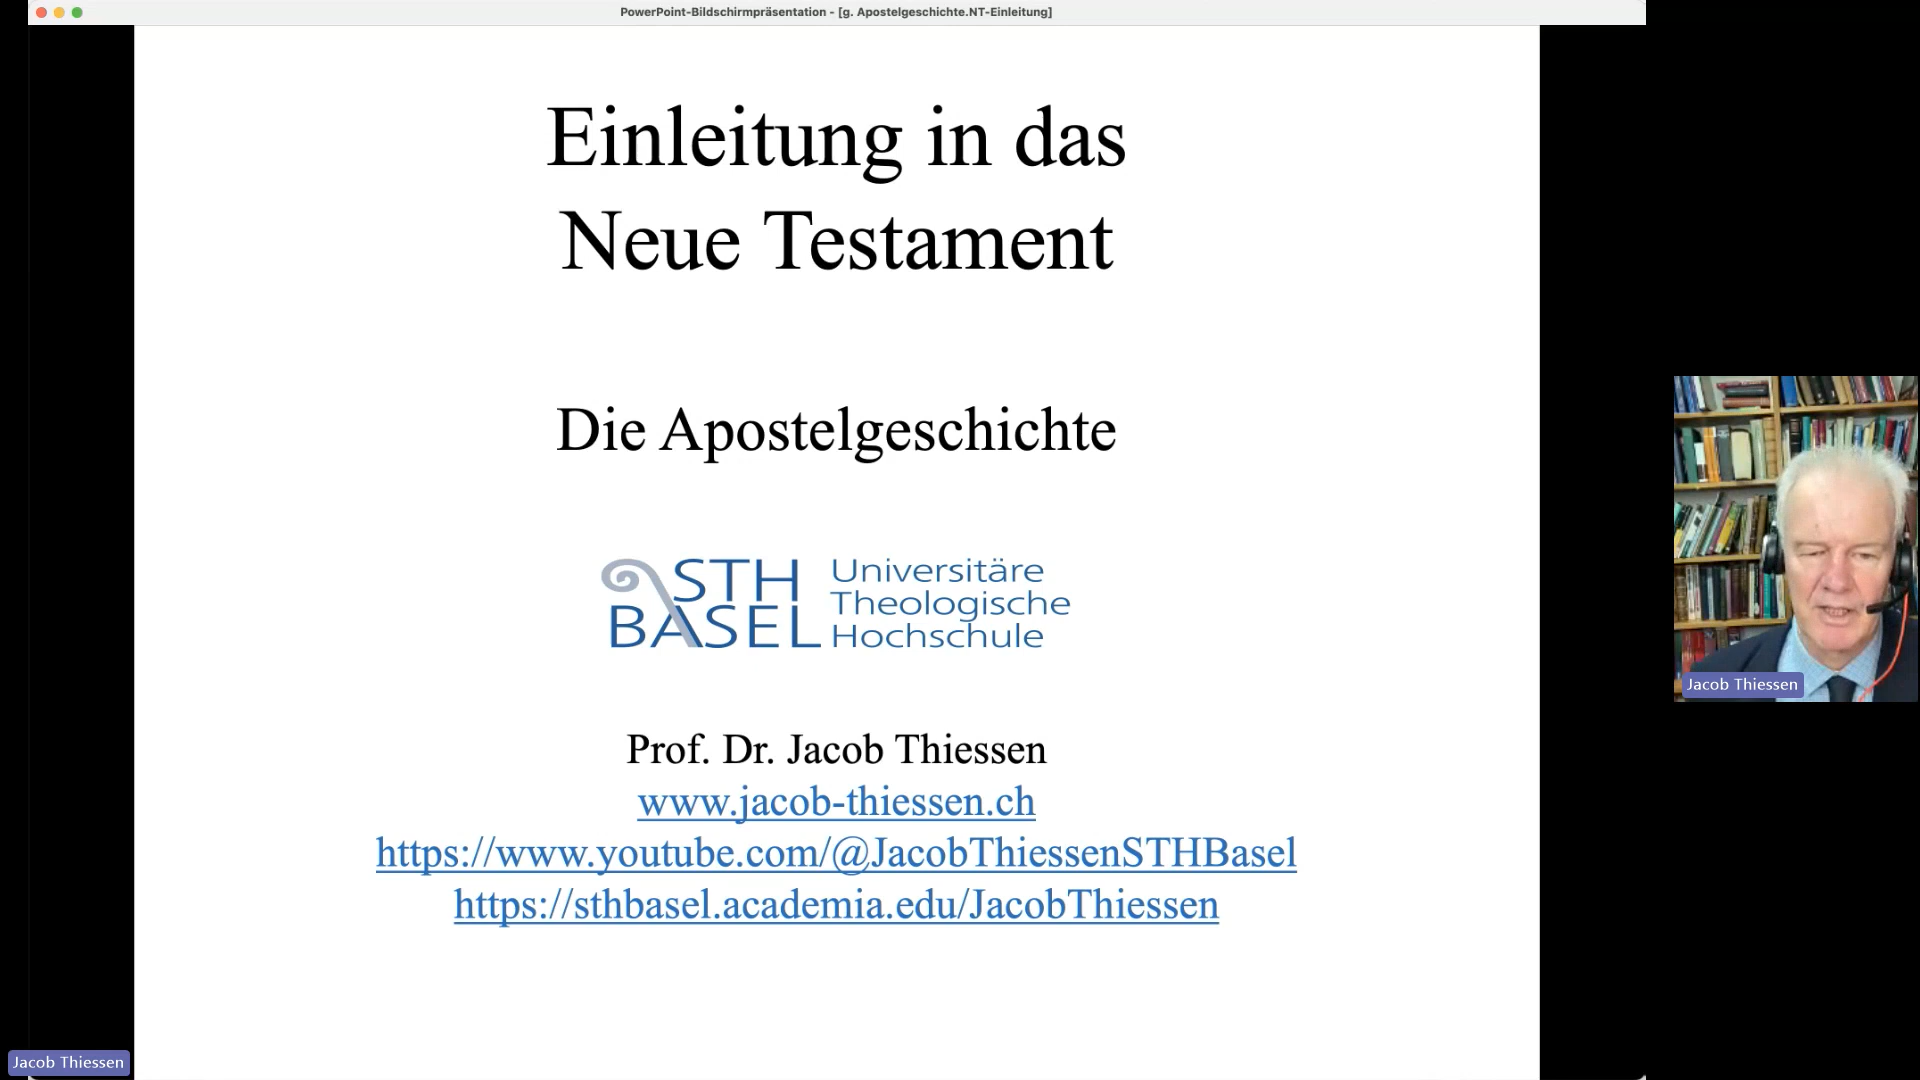 PowerPoint-Bildschirmpräsentation - [g. Apostelgeschichte.NT-Einleitung]
Einleitung in das
Neue Testament
Die Apostelgeschichte
STH
BASEL
Universitäre
Theologische
Hochschule
Prof. Dr. Jacob Thiessen
www.jacob-thiessen.ch
https://www.youtube.com/@JacobThiessenSTHBasel
https://sthbasel.academia.edu/JacobThiessen
Jacob Thiessen
Jacob Thiessen